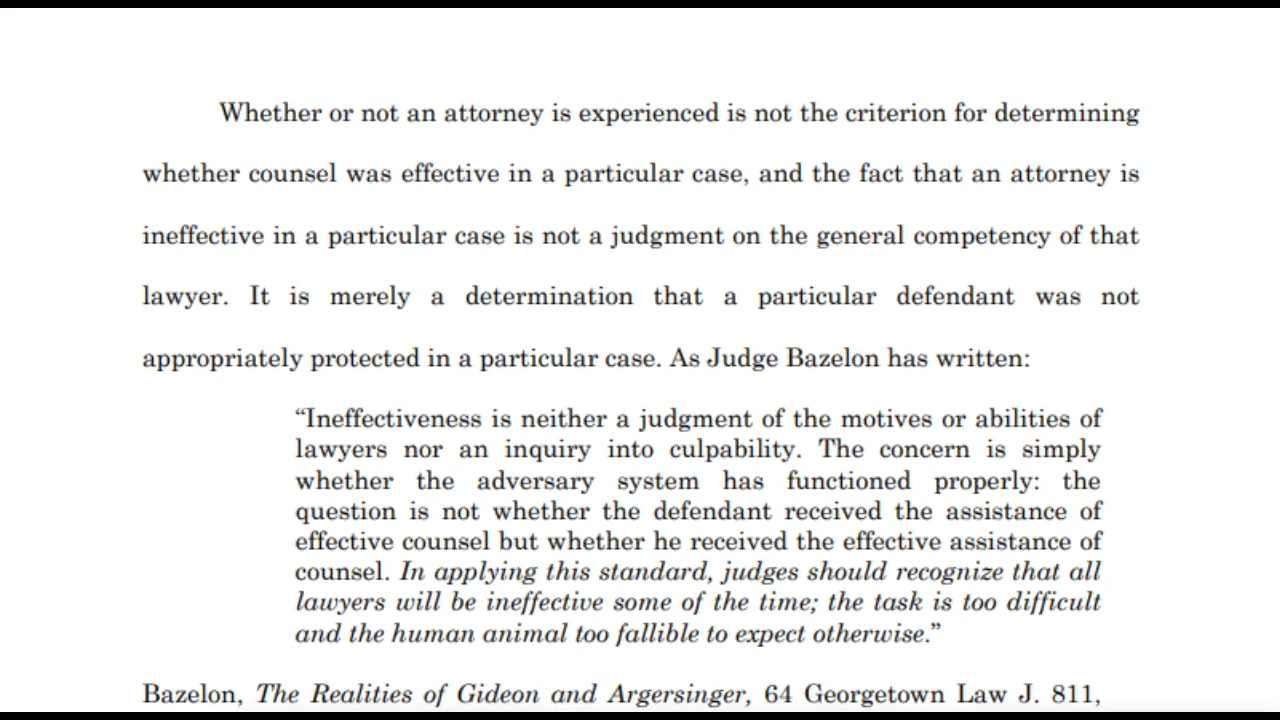 Whether or not an attorney is experienced is not the criterion for determining
whether counsel was effective in a particular case, and the fact that an attorney is
ineffective in a particular case is not a judgment on the general competency of that
lawyer. It is merely a determination that a particular defendant was not
appropriately protected in a particular case. As Judge Bazelon has written:
“Ineffectiveness is neither a judgment of the motives or abilities of
lawyers nor an inquiry into culpability. The concern is simply
whether the adversary system has functioned properly: the
question is not whether the defendant received the assistance of
effective counsel but whether he received the effective assistance of
counsel. In applying this standard, judges should recognize that all
lawyers will be ineffective some of the time; the task is too difficult
and the human animal too fallible to expect otherwise.”
Bazelon, The Realities of Gideon and Argersinger, 64 Georgetown Law J. 811,